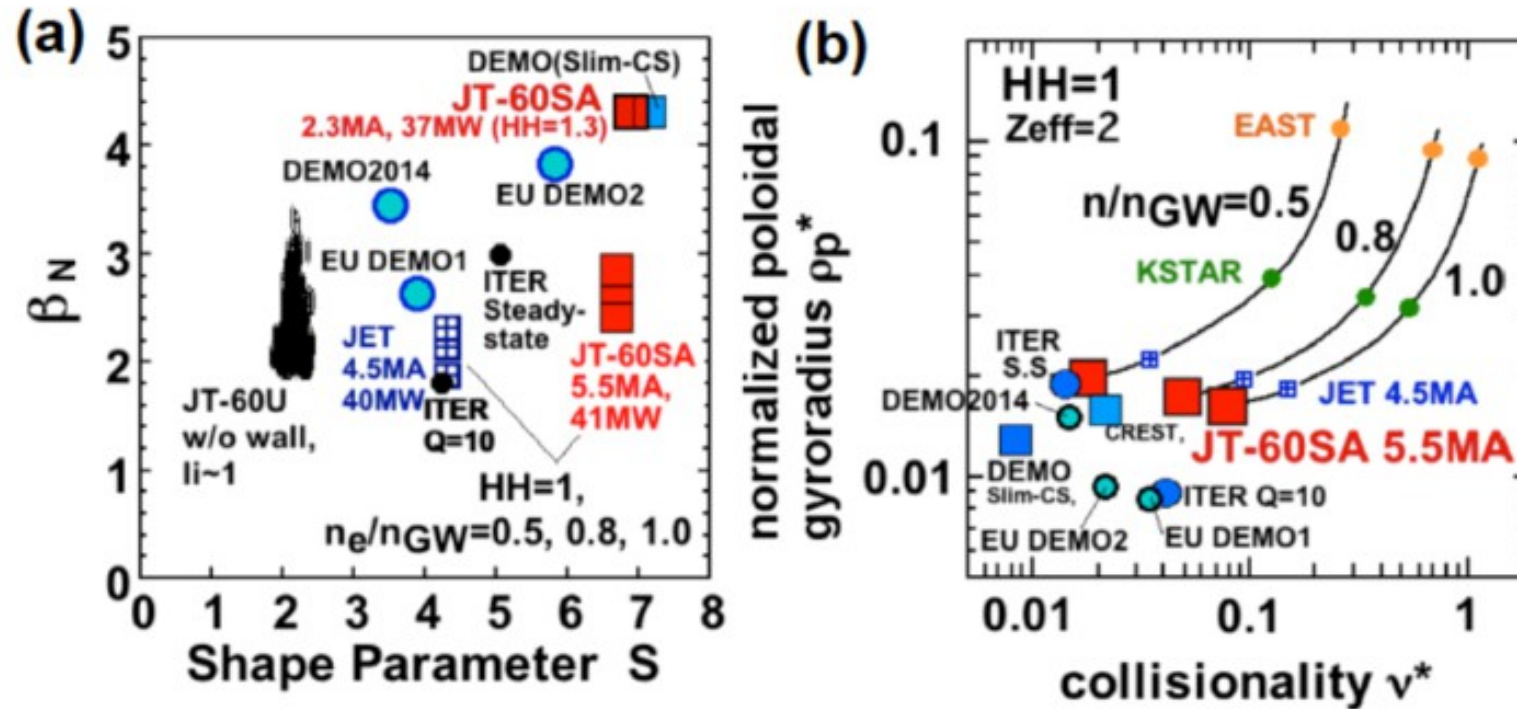 (a)
5
4
3
2
1
0
β N
0 1 2 3 4 5 6 7 8
Shape Parameter S
DEMO(Slim-CS)
JT-60SA
2.3MA, 37MW (HH=1.3)
DEMO2014
EU DEMO2
EU DEMO1
ITER
Steady-
state
JET
4.5MA
40MW
ITER
Q=10
JT-60SA
5.5MA,
41MW
JT-60U
w/o wall,
li~1
HH=1,
ne/nGW=0.5, 0.8, 1.0
(b)
normalized poloidal
gyroradius ρp*
0.1
0.01
HH=1
Zeff=2
EAST
n/nGW=0.5
0.8
1.0
KSTAR
ITER
S.S.
DEMO2014
CREST,
JET 4.5MA
JT-60SA 5.5MA
DEMO
Slim-CS,
ITER Q=10
EU DEMO2
EU DEMO1
0.01 0.1 1
collisionality ν*